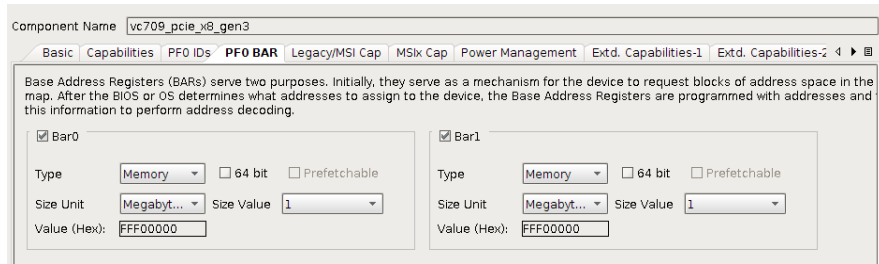 Component Name vc709_pcie_x8_gen3
Basic Capabilities PF0 IDs PF0 BAR Legacy/MSI Cap MSIx Cap Power Management Extd. Capabilities-1 Extd. Capabilities-2
Base Address Registers (BARs) serve two purposes. Initially, they serve as a mechanism for the device to request blocks of address space in the
map. After the BIOS or OS determines what addresses to assign to the device, the Base Address Registers are programmed with addresses and
this information to perform address decoding.
Bar0 Bar1
Type Memory 64 bit Prefetchable Type Memory 64 bit Prefetchable
Size Unit Megabyt... Size Value 1 Size Unit Megabyt... Size Value 1
Value (Hex): FFF00000 Value (Hex): FFF00000